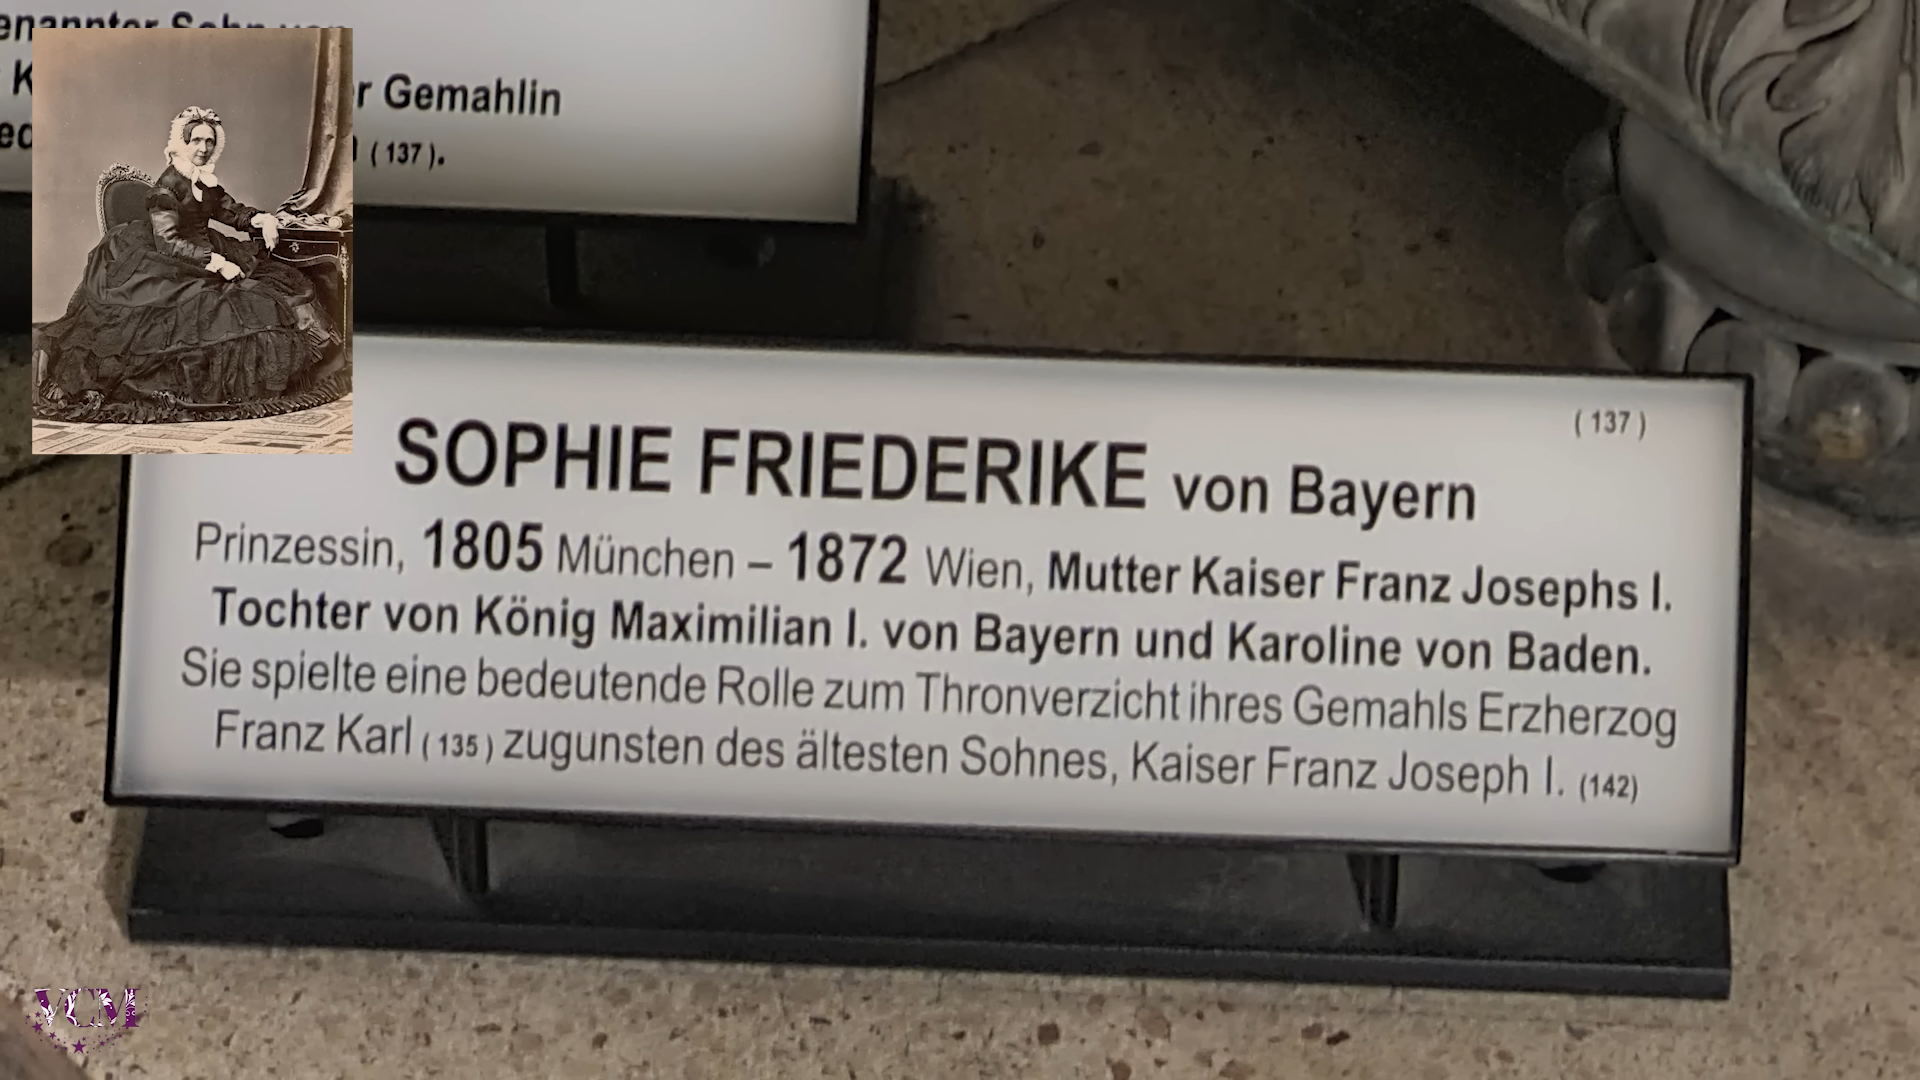 r Gemahlin
( 137 ).
( 137 )
SOPHIE FRIEDERIKE von Bayern
Prinzessin, 1805 München – 1872 Wien, Mutter Kaiser Franz Josephs I.
Tochter von König Maximilian I. von Bayern und Karoline von Baden.
Sie spielte eine bedeutende Rolle zum Thronverzicht ihres Gemahls Erzherzog
Franz Karl ( 135 ) zugunsten des ältesten Sohnes, Kaiser Franz Joseph I. (142)
VCM